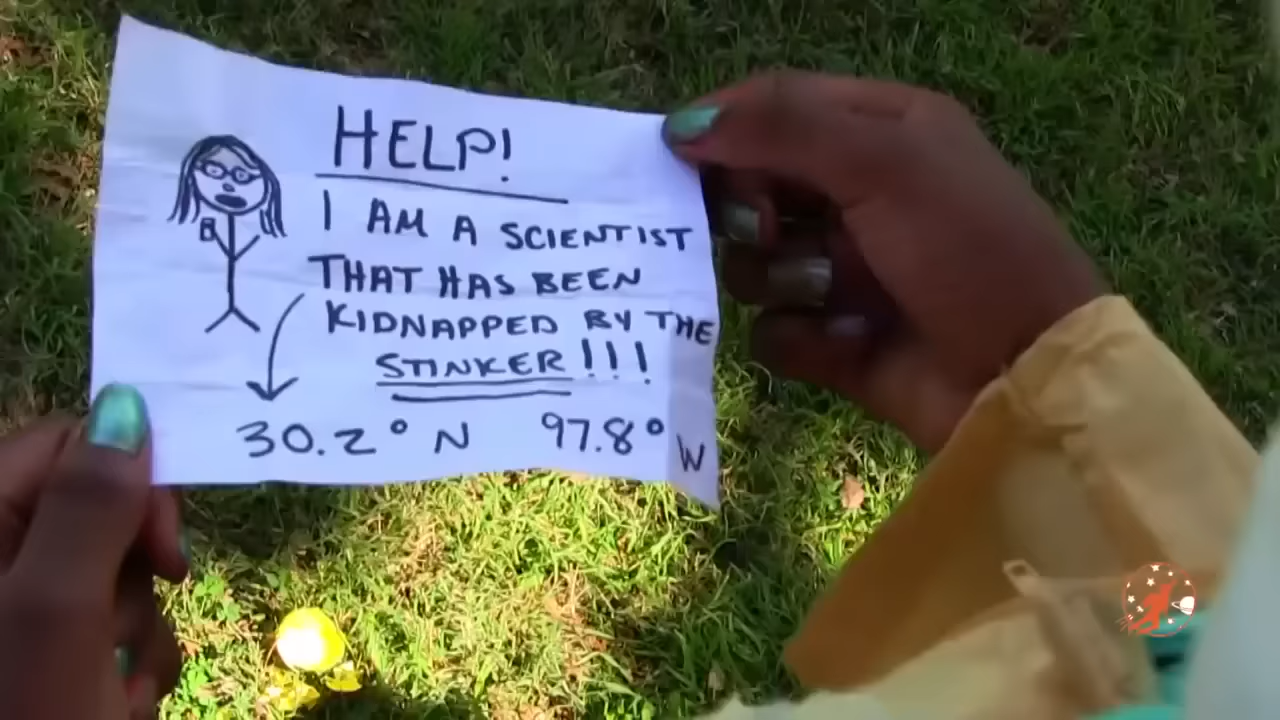 HELP!
I AM A SCIENTIST
THAT HAS BEEN
KIDNAPPED BY THE
STINKER!!!
30.2° N 97.8° W